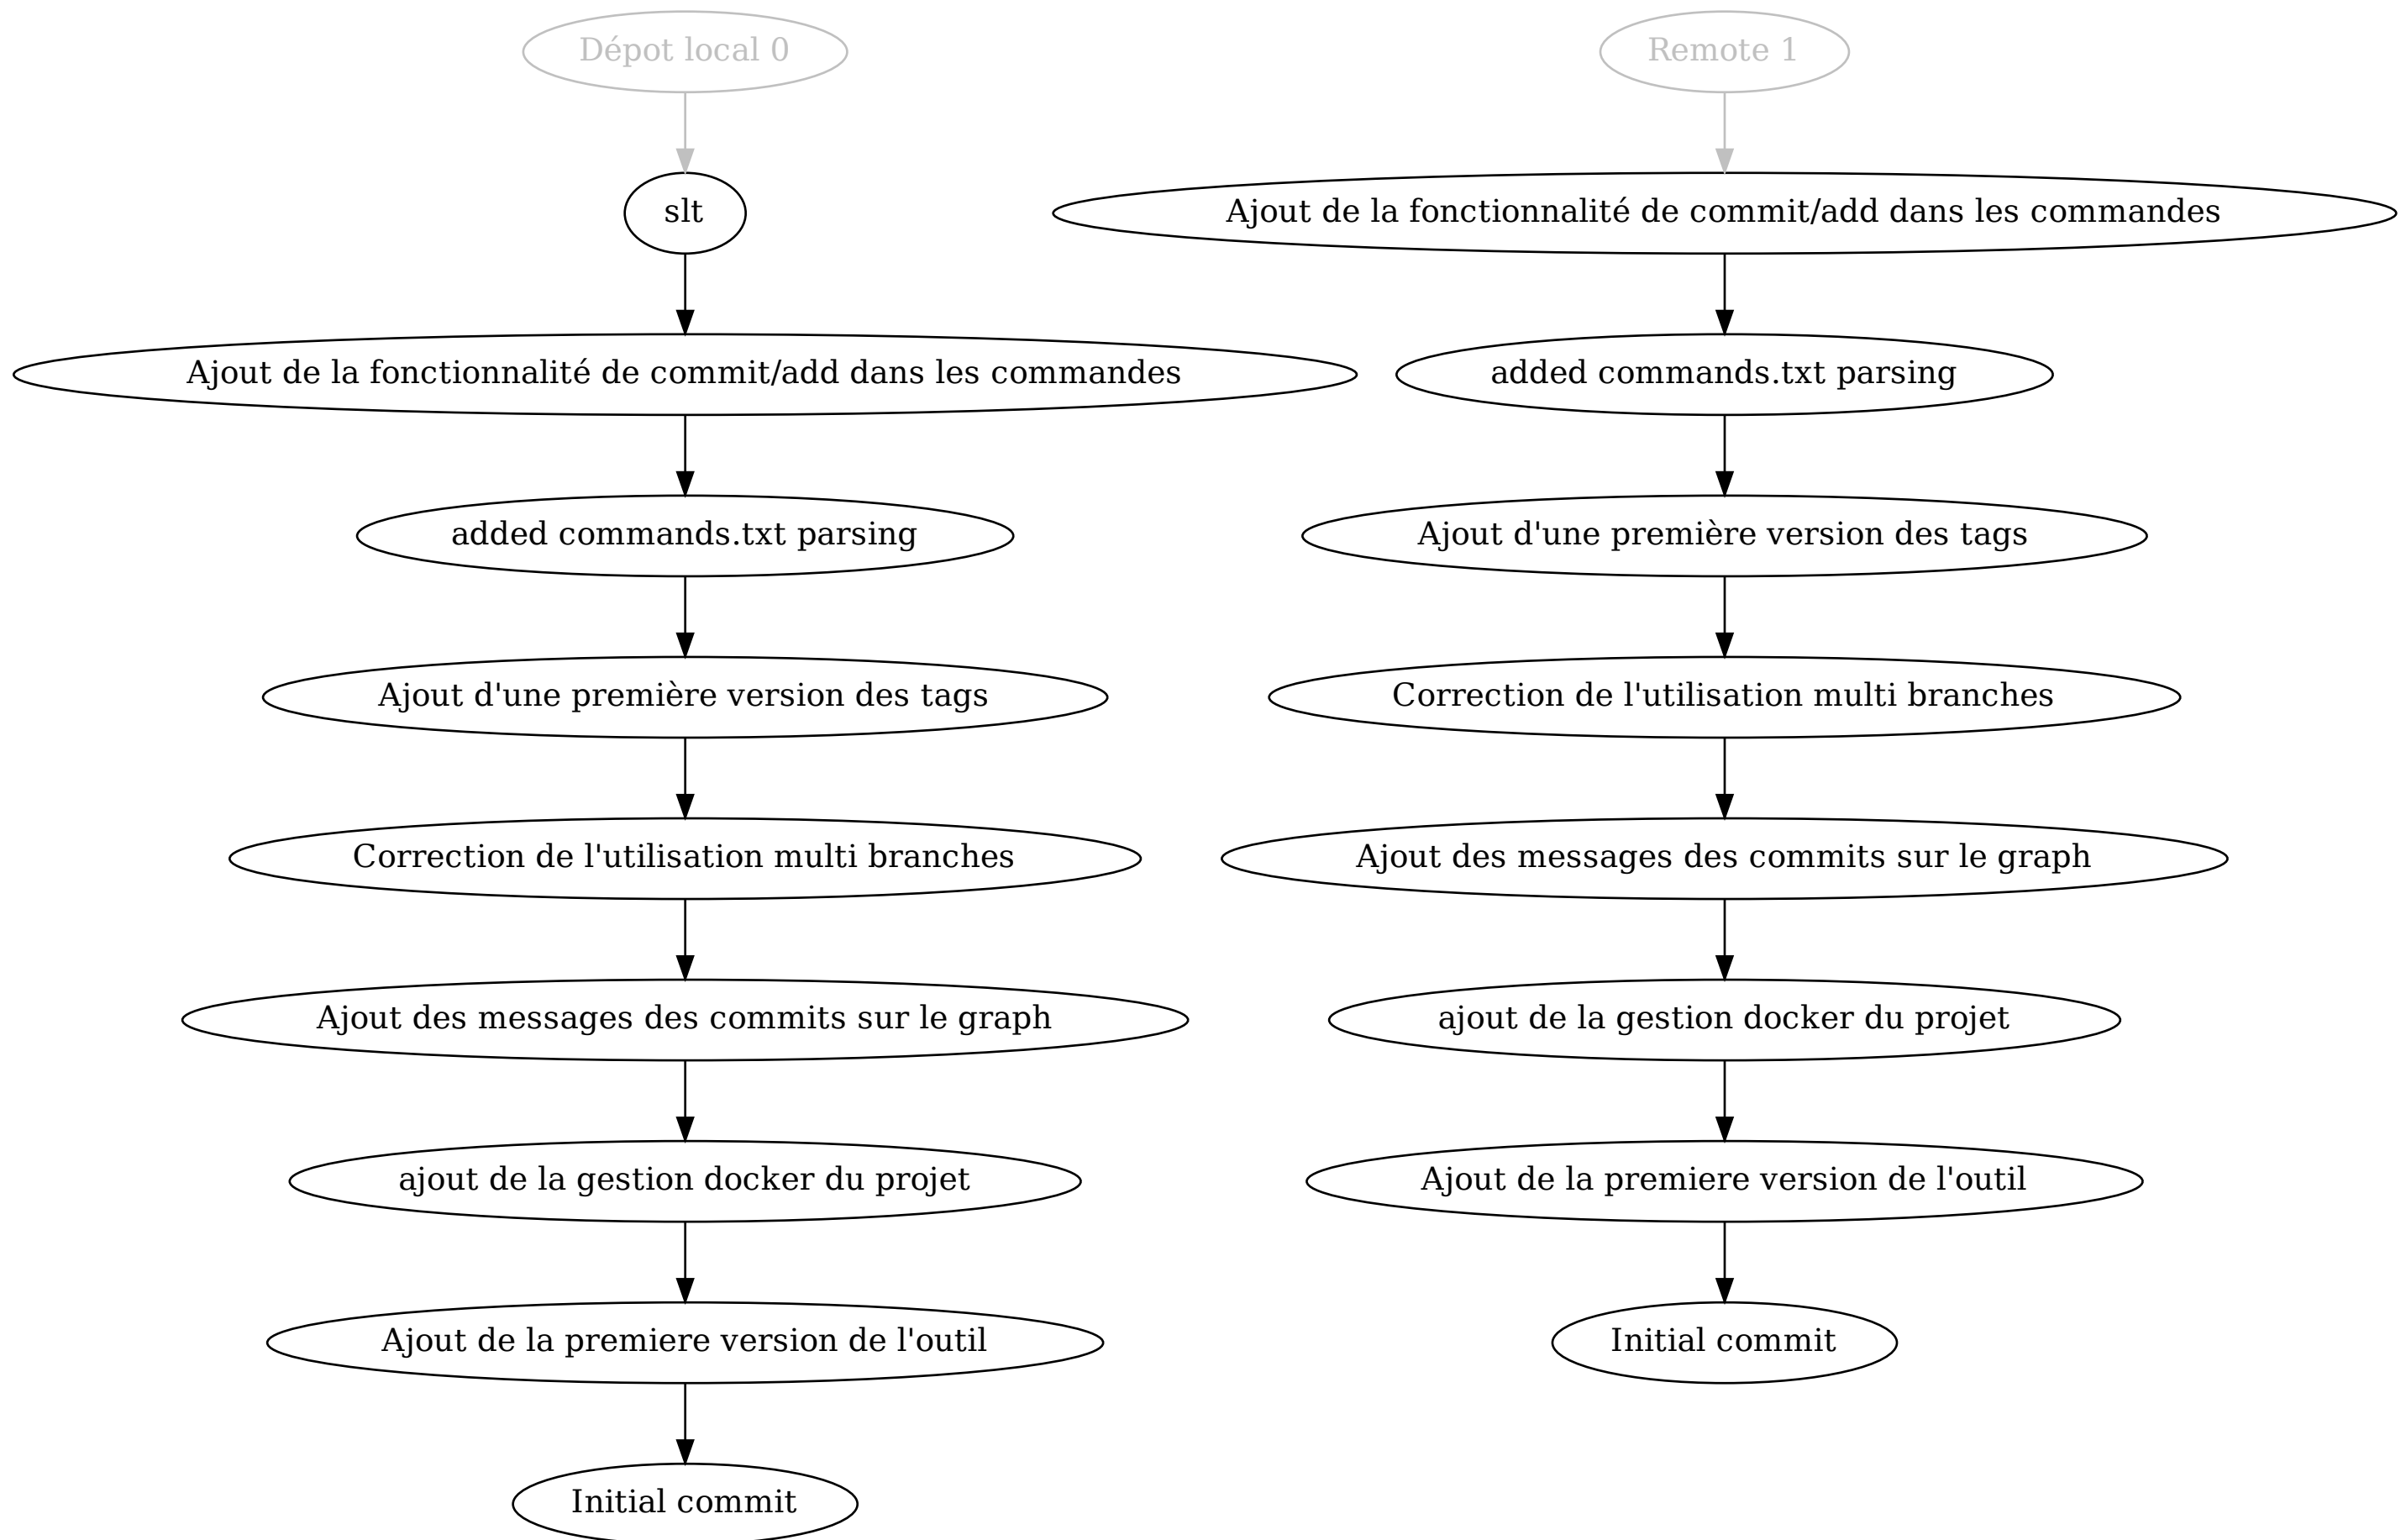 Dépot local 0
Remote 1
slt
Ajout de la fonctionnalité de commit/add dans les commandes
Ajout de la fonctionnalité de commit/add dans les commandes
added commands.txt parsing
added commands.txt parsing
Ajout d'une première version des tags
Ajout d'une première version des tags
Correction de l'utilisation multi branches
Correction de l'utilisation multi branches
Ajout des messages des commits sur le graph
Ajout des messages des commits sur le graph
ajout de la gestion docker du projet
ajout de la gestion docker du projet
Ajout de la premiere version de l'outil
Ajout de la premiere version de l'outil
Initial commit
Initial commit